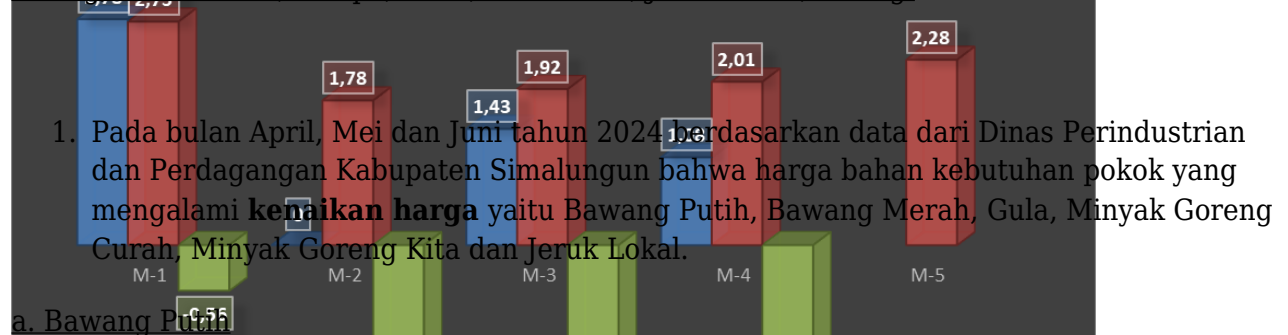 2,75
2,28
2,01
1,92
1,78
1,43
1. Pada bulan April, Mei dan Juni tahun 2024 berdasarkan data dari Dinas Perindustrian
dan Perdagangan Kabupaten Simalungun bahwa harga bahan kebutuhan pokok yang
mengalami kenaikan harga yaitu Bawang Putih, Bawang Merah, Gula, Minyak Goreng
Curah, Minyak Goreng Kita dan Jeruk Lokal.
M-1 M-2 M-3 M-4 M-5
-0,56
a. Bawang Putih